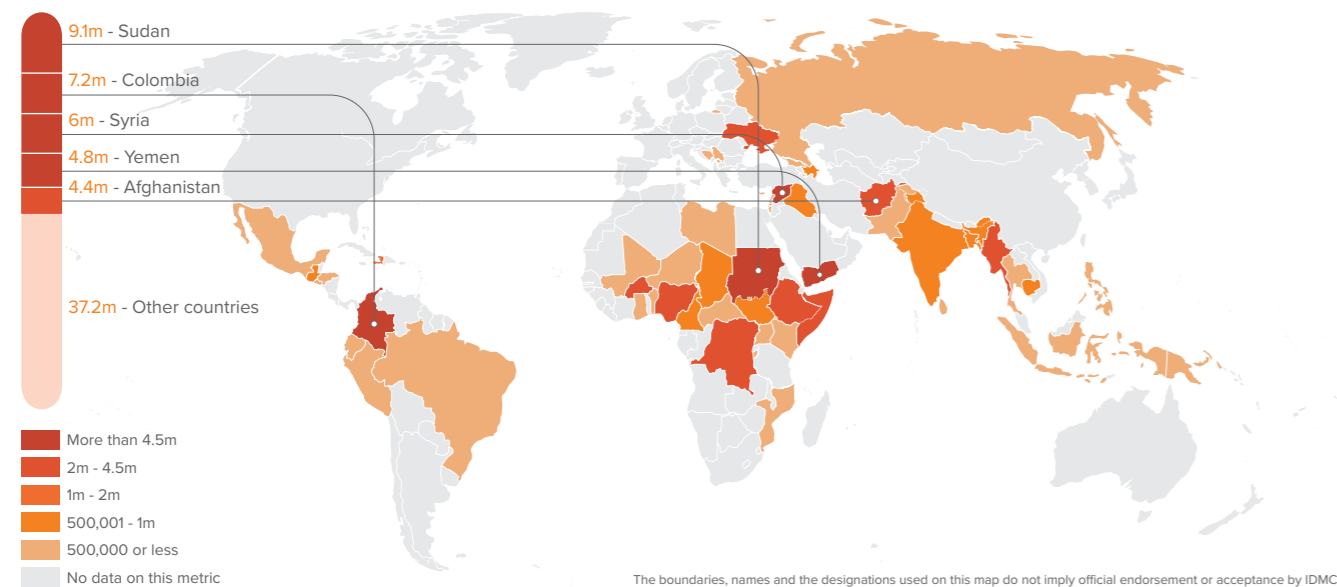 9.1m - Sudan
7.2m - Colombia
6m - Syria
4.8m - Yemen
4.4m - Afghanistan
37.2m - Other countries
More than 4.5m
2m - 4.5m
1m - 2m
500,001 - 1m
500,000 or less
No data on this metric
The boundaries, names and the designations used on this map do not imply official endorsement or acceptance by IDMC